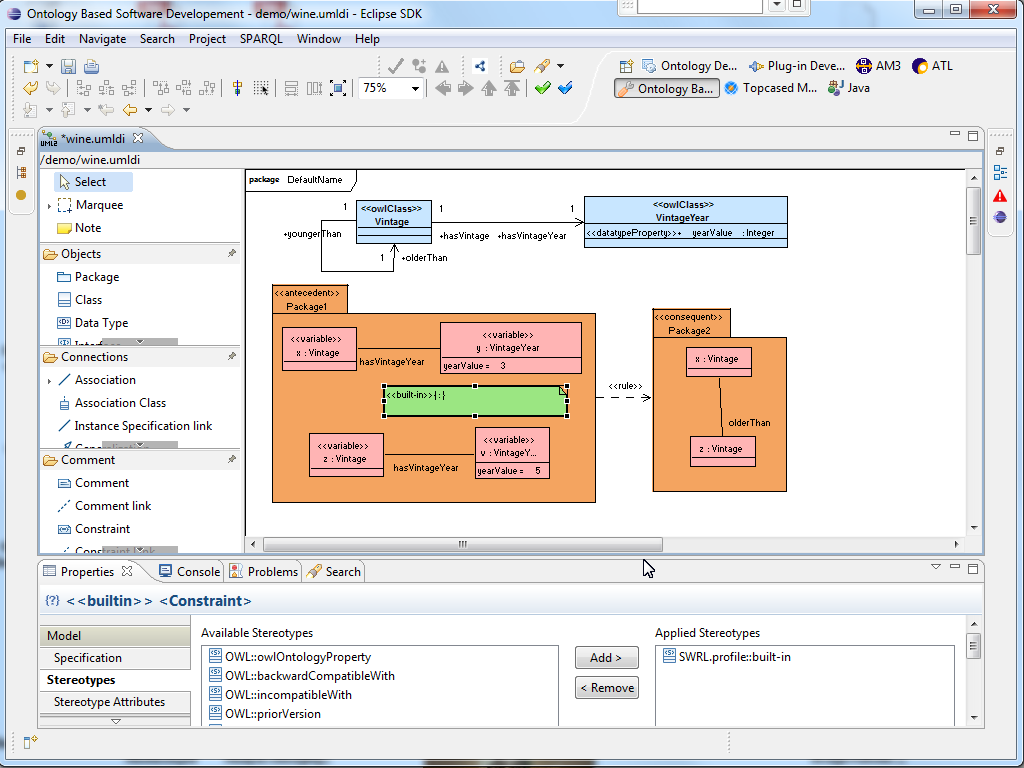 Ontology Based Software Developement - demo/wine.umldi - Eclipse SDK
File Edit Navigate Search Project SPARQL Window Help
75%
Ontology De... Plug-in Deve... AM3 ATL
Ontology Ba... Topcased M... Java
*wine.umldi
/demo/wine.umldi
Select
Marquee
Note
Objects
Package
Class
Data Type
Connections
Association
Association Class
Instance Specification link
Comment
Comment
Comment link
Constraint
Constraint Link
package DefaultName
1
<<owlClass>>
Vintage
1
1
+youngerThan
+hasVintage
+hasVintageYear
1
+olderThan
<<owlClass>>
VintageYear
<<datatypeProperty>>+ yearValue : Integer
<<antecedent>>
Package1
<<variable>>
x : Vintage
hasVintageYear
<<variable>>
y : VintageYear
yearValue = 3
<<built-in>>{:}
<<variable>>
z : Vintage
hasVintageYear
<<variable>>
v : VintageY...
yearValue = 5
<<rule>>
<<consequent>>
Package2
x : Vintage
olderThan
z : Vintage
Properties Console Problems Search
<<builtin>> <Constraint>
Model
Specification
Stereotypes
Stereotype Attributes
Available Stereotypes
OWL::owlOntologyProperty
OWL::backwardCompatibleWith
OWL::incompatibleWith
OWL::priorVersion
Add >
< Remove
Applied Stereotypes
SWRL.profile::built-in